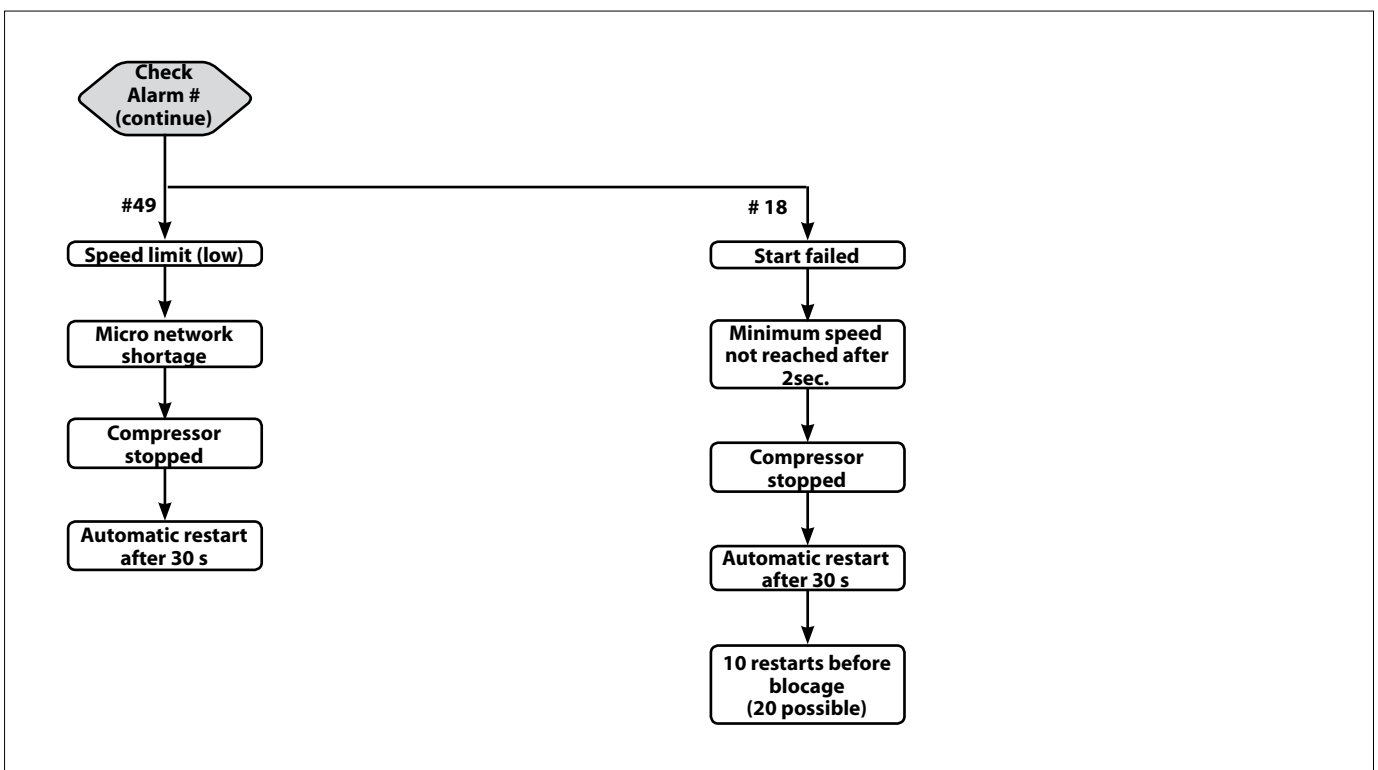 Check
Alarm #
(continue)
#49
# 18
Speed limit (low)
Start failed
Micro network
shortage
Minimum speed
not reached after
2sec.
Compressor
stopped
Compressor
stopped
Automatic restart
after 30 s
Automatic restart
after 30 s
10 restarts before
blocage
(20 possible)